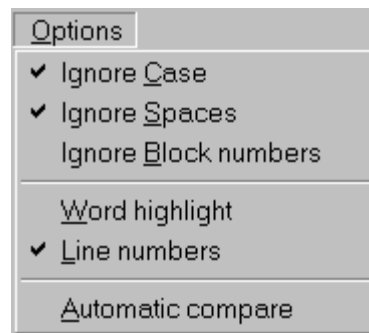 Options
Ignore Case
Ignore Spaces
Ignore Block numbers
Word highlight
Line numbers
Automatic compare